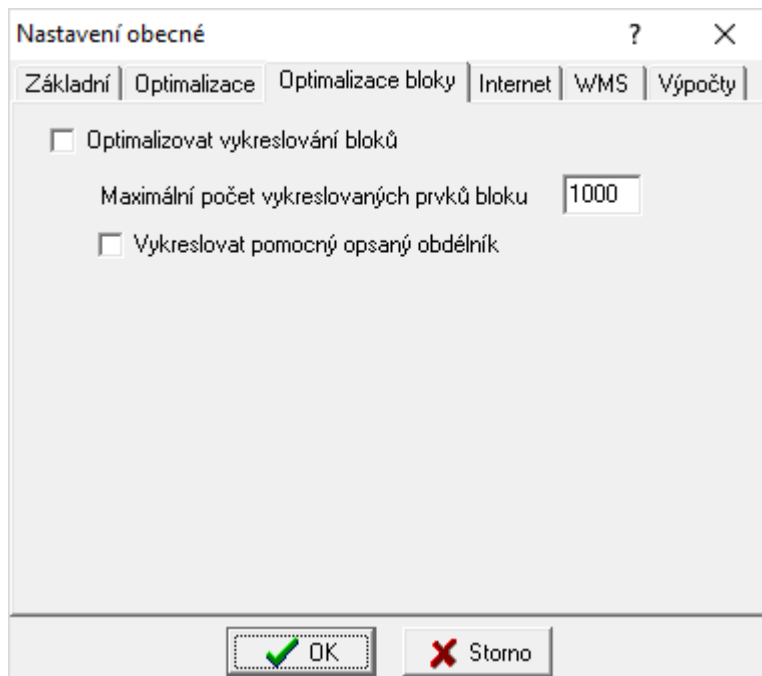 Nastavení obecné ?
Základní Optimalizace Optimalizace bloky Internet WMS Výpočty
Optimalizovat vykreslování bloků
Maximální počet vykreslovaných prvků bloku 1000
Vykreslovat pomocný opsaný obdélník
OK Storno